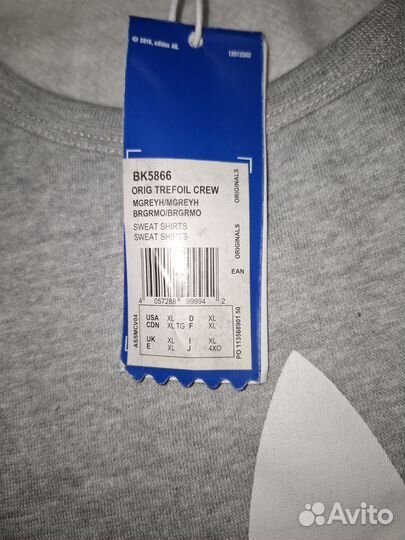 © 2016, adidas AG.
12012503
BK5866
ORIG TREFOIL CREW
MGREYH/MGREYH
BRGRMO/BRGRMO
SWEAT SHIRTS
SWEAT SHIRTS
ORIGINALS
ORIGINALS
EAN
4 057288 99994 2
USA XL D XL
CDN XL TG F XL
UK XL I XL
E XL J 4XO
ASSMCV04
PO 113568901 50
Avito